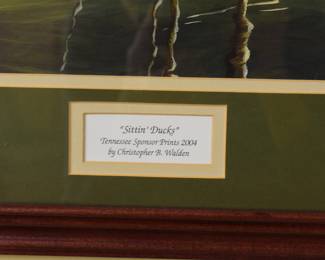 "Sittin' Ducks"
Tennessee Sponsor Prints 2004
by Christopher B. Walden